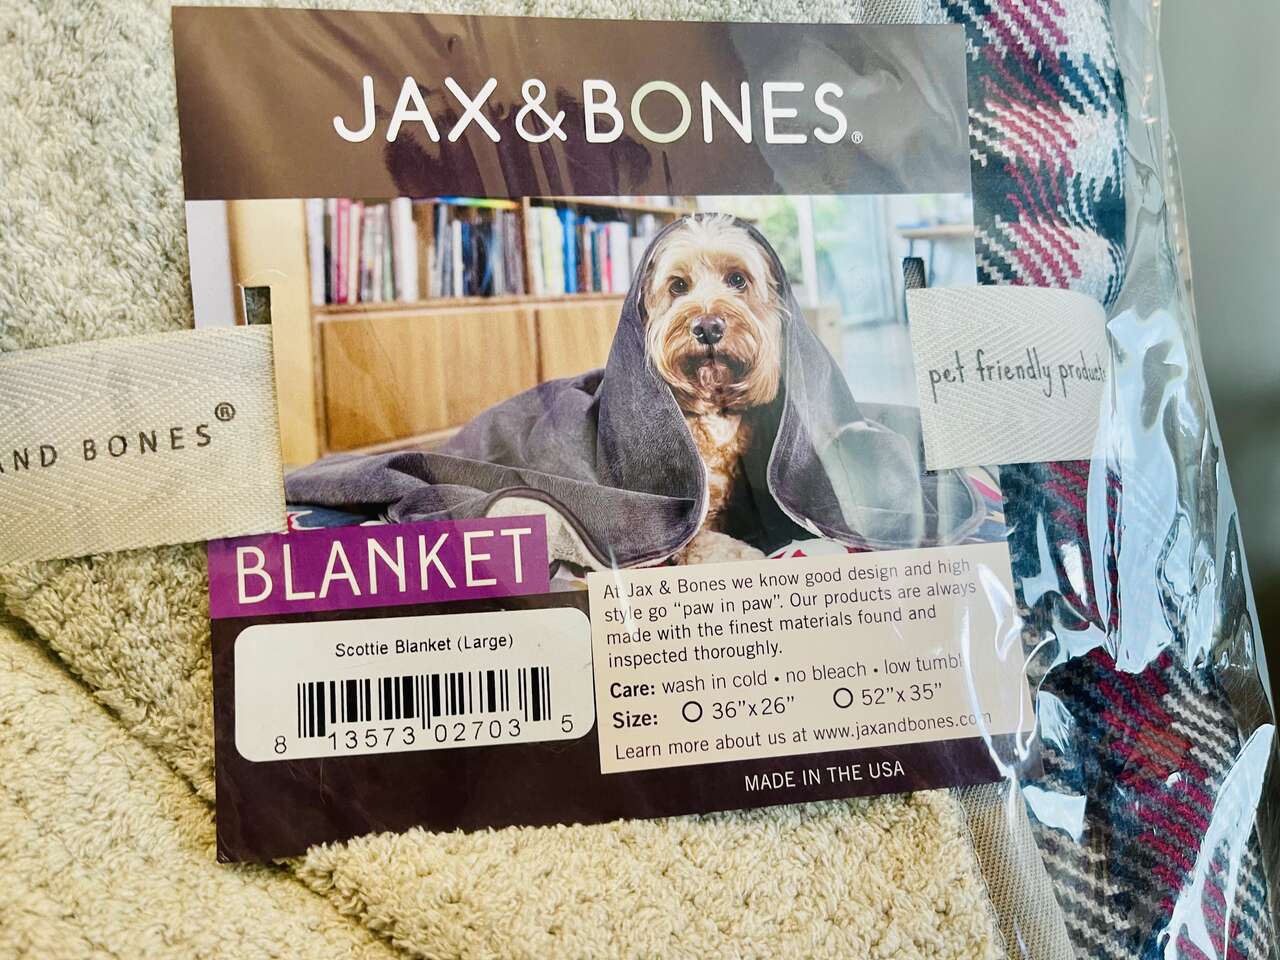 JAX & BONES®
AND BONES®
pet friendly products
BLANKET
Scottie Blanket (Large)
8 13573 02703 5
At Jax & Bones we know good design and high
style go “paw in paw”. Our products are always
made with the finest materials found and
inspected thoroughly.
Care: wash in cold • no bleach • low tumbl
Size: 36”x26” 52”x35”
Learn more about us at www.jaxandbones.com
MADE IN THE USA